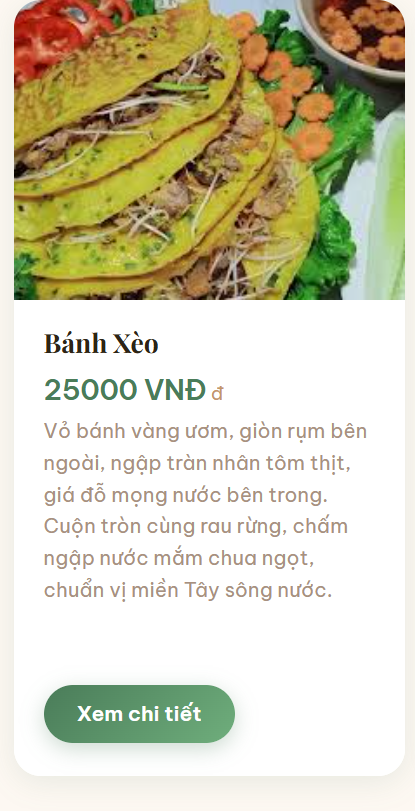 Bánh Xèo
25000 VNĐ đ
Vỏ bánh vàng ươm, giòn rụm bên
ngoài, ngập tràn nhân tôm thịt,
giá đỗ mọng nước bên trong.
Cuộn tròn cùng rau rừng, chấm
ngập nước mắm chua ngọt,
chuẩn vị miền Tây sông nước.
Xem chi tiết